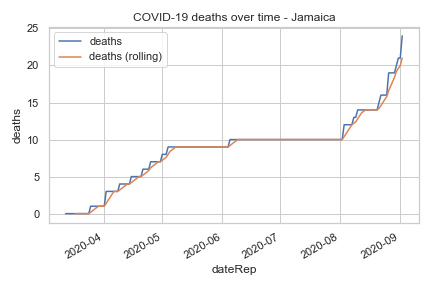 COVID-19 deaths over time - Jamaica
deaths
deaths (rolling)
25
20
15
10
5
0
deaths
2020-04
2020-05
2020-06
2020-07
2020-08
2020-09
dateRep